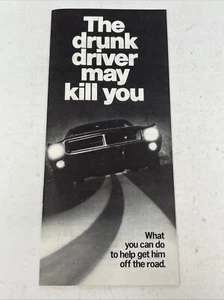 The
drunk
driver
may
kill you
What
you can do
to help get him
off the road.